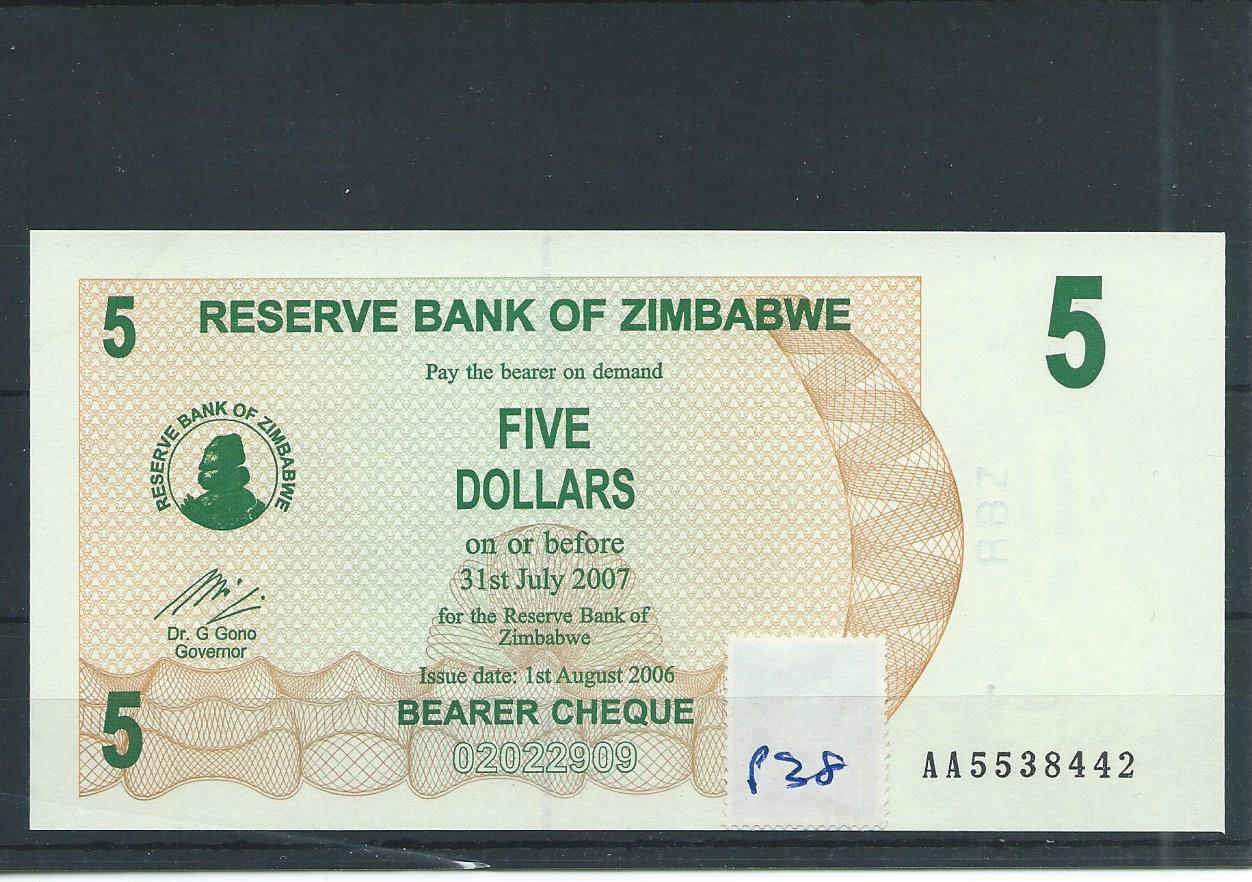 5
RESERVE BANK OF ZIMBABWE
5
Pay the bearer on demand
FIVE
DOLLARS
RESERVE BANK OF ZIMBABWE
on or before
31st July 2007
for the Reserve Bank of
Zimbabwe
RBZ
Dr. G Gono
Governor
Issue date: 1st August 2006
5
BEARER CHEQUE
02022909
P38
AA5538442